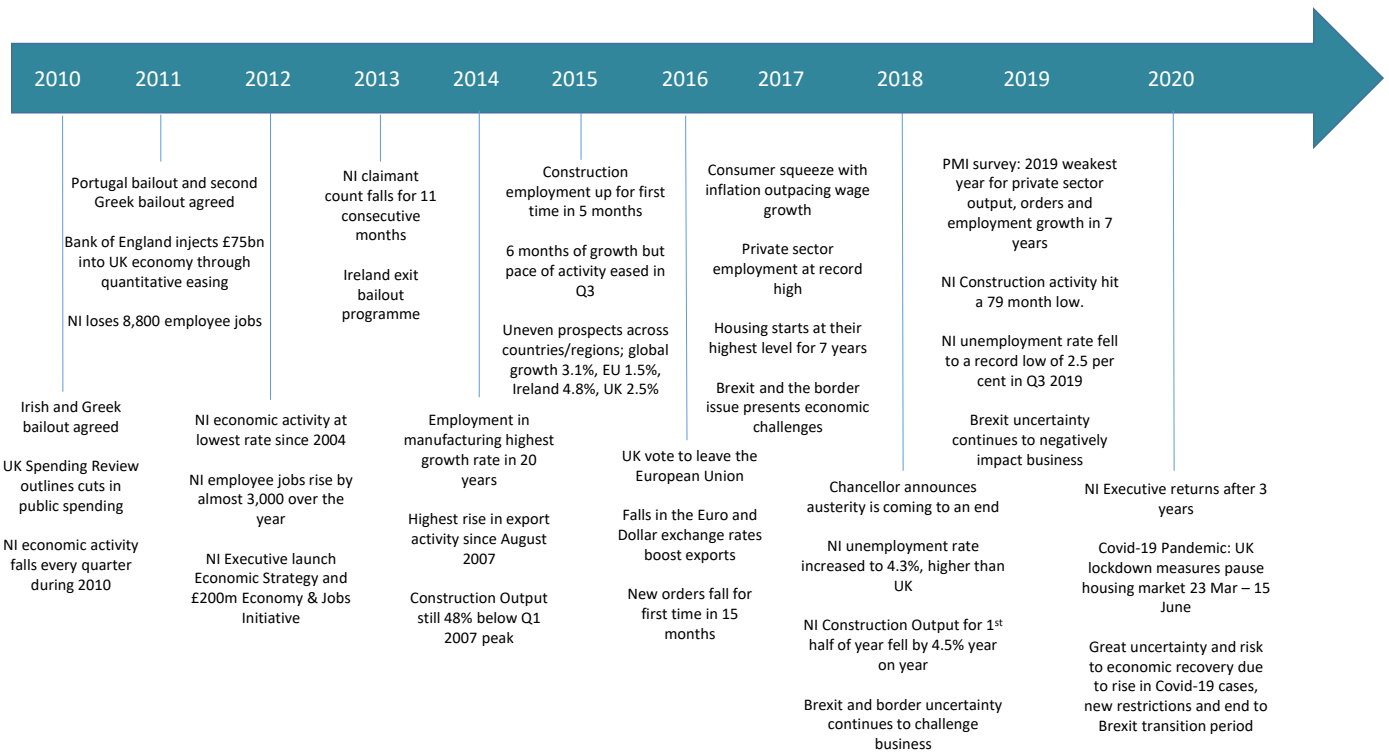 2010 2011 2012 2013 2014 2015 2016 2017 2018 2019 2020
Irish and Greek
bailout agreed
UK Spending Review
outlines cuts in
public spending
NI economic activity
falls every quarter
during 2010
Portugal bailout and second
Greek bailout agreed
Bank of England injects £75bn
into UK economy through
quantitative easing
NI loses 8,800 employee jobs
NI economic activity at
lowest rate since 2004
NI employee jobs rise by
almost 3,000 over the
year
NI Executive launch
Economic Strategy and
£200m Economy & Jobs
Initiative
NI claimant
count falls for 11
consecutive
months
Ireland exit
bailout
programme
Employment in
manufacturing highest
growth rate in 20
years
Highest rise in export
activity since August
2007
Construction Output
still 48% below Q1
2007 peak
Construction
employment up for first
time in 5 months
6 months of growth but
pace of activity eased in
Q3
Uneven prospects across
countries/regions; global
growth 3.1%, EU 1.5%,
Ireland 4.8%, UK 2.5%
UK vote to leave the
European Union
Falls in the Euro and
Dollar exchange rates
boost exports
New orders fall for
first time in 15
months
Consumer squeeze with
inflation outpacing wage
growth
Private sector
employment at record
high
Housing starts at their
highest level for 7 years
Brexit and the border
issue presents economic
challenges
Chancellor announces
austerity is coming to an end
NI unemployment rate
increased to 4.3%, higher than
UK
NI Construction Output for 1st
half of year fell by 4.5% year
on year
Brexit and border uncertainty
continues to challenge
business
PMI survey: 2019 weakest
year for private sector
output, orders and
employment growth in 7
years
NI Construction activity hit
a 79 month low.
NI unemployment rate fell
to a record low of 2.5 per
cent in Q3 2019
Brexit uncertainty
continues to negatively
impact business
NI Executive returns after 3
years
Covid-19 Pandemic: UK
lockdown measures pause
housing market 23 Mar – 15
June
Great uncertainty and risk
to economic recovery due
to rise in Covid-19 cases,
new restrictions and end to
Brexit transition period